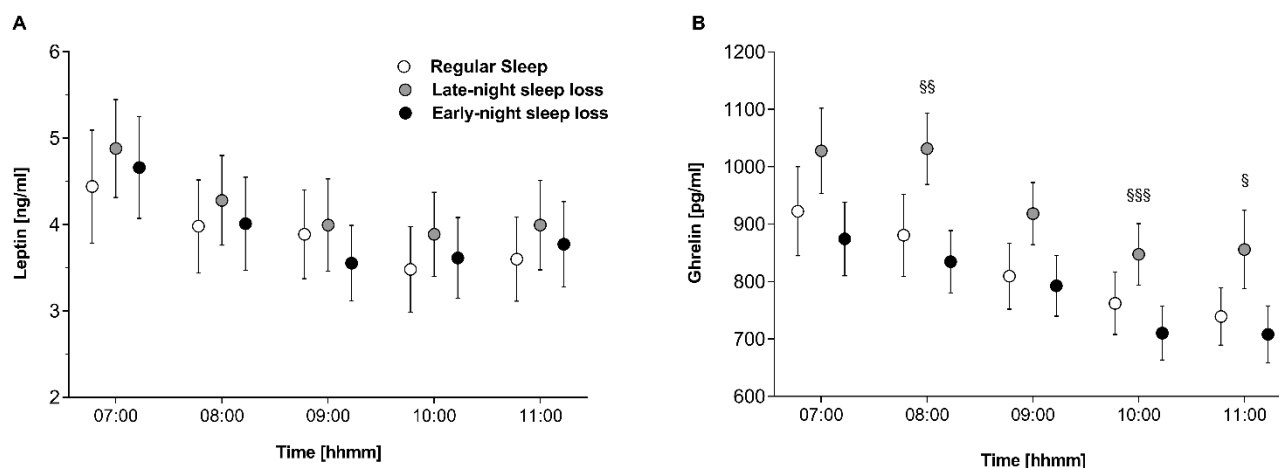 A
6
5
4
3
2
Leptin [ng/ml]
Regular Sleep
Late-night sleep loss
Early-night sleep loss
07:00 08:00 09:00 10:00 11:00
Time [hhmm]
B
1200
1100
1000
900
800
700
600
Ghrelin [pg/ml]
§§
§§§
§
07:00 08:00 09:00 10:00 11:00
Time [hhmm]